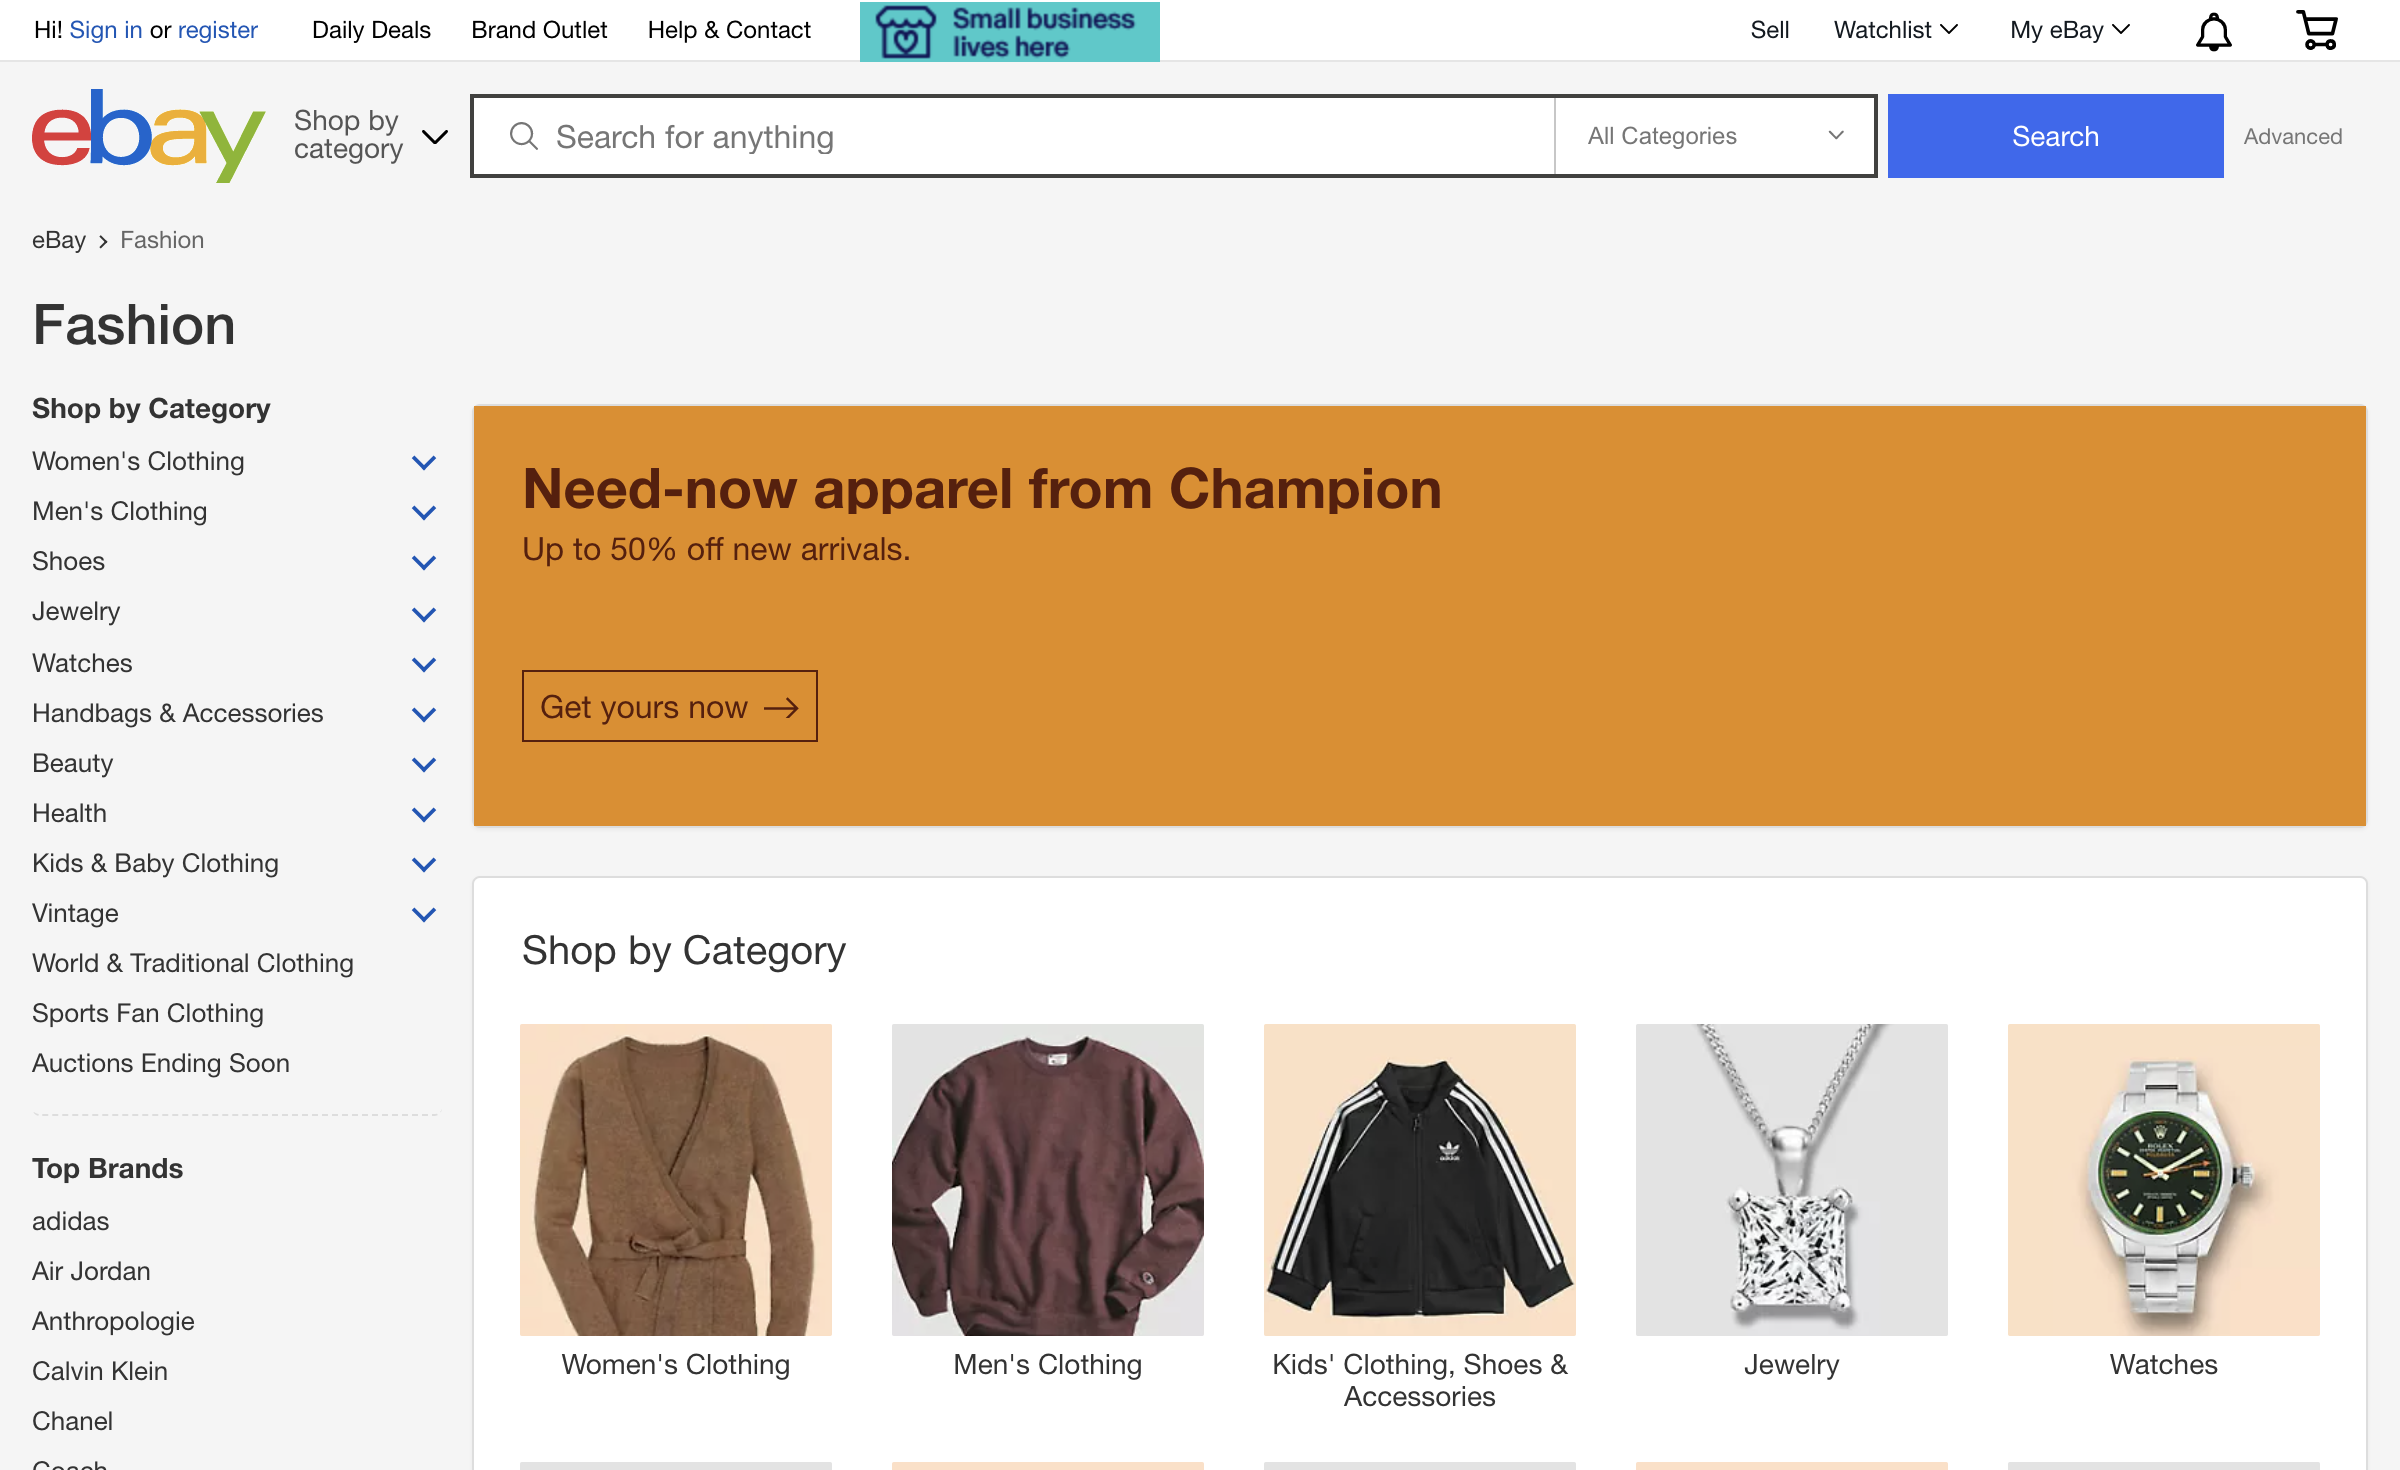 Hi! Sign in or register
Daily Deals
Brand Outlet
Help & Contact
Small business
lives here
Sell
Watchlist
My eBay
ebay
Shop by
category
Search for anything
All Categories
Search
Advanced
eBay
Fashion
Fashion
Shop by Category
Women's Clothing
Men's Clothing
Shoes
Jewelry
Watches
Handbags & Accessories
Beauty
Health
Kids & Baby Clothing
Vintage
World & Traditional Clothing
Sports Fan Clothing
Auctions Ending Soon
Top Brands
adidas
Air Jordan
Anthropologie
Calvin Klein
Chanel
Need-now apparel from Champion
Up to 50% off new arrivals.
Get yours now
Shop by Category
adidas
ROLEX
Women's Clothing
Men's Clothing
Kids' Clothing, Shoes &
Accessories
Jewelry
Watches